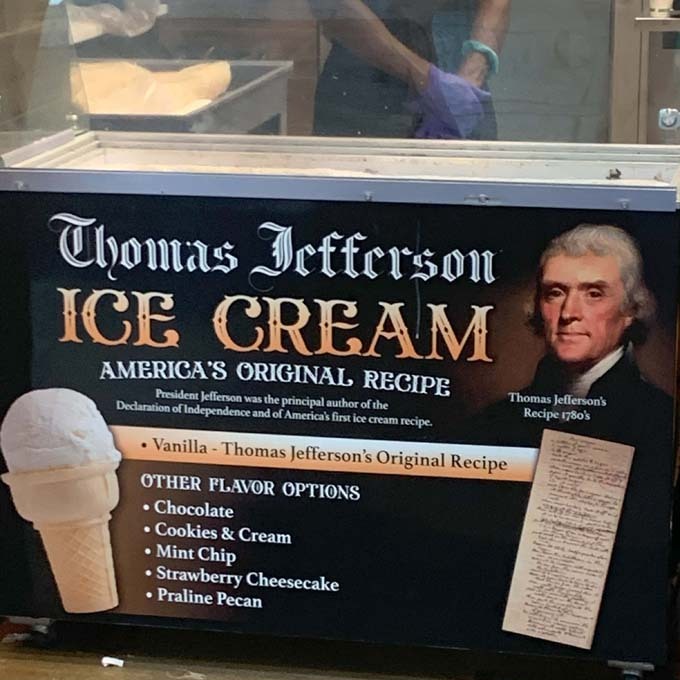 Thomas Jefferson
ICE CREAM
AMERICA'S ORIGINAL RECIPE
President Jefferson was the principal author of the
Declaration of Independence and of America's first ice cream recipe.
Thomas Jefferson's
Recipe 1780's
• Vanilla - Thomas Jefferson's Original Recipe
OTHER FLAVOR OPTIONS
• Chocolate
• Cookies & Cream
• Mint Chip
• Strawberry Cheesecake
• Praline Pecan